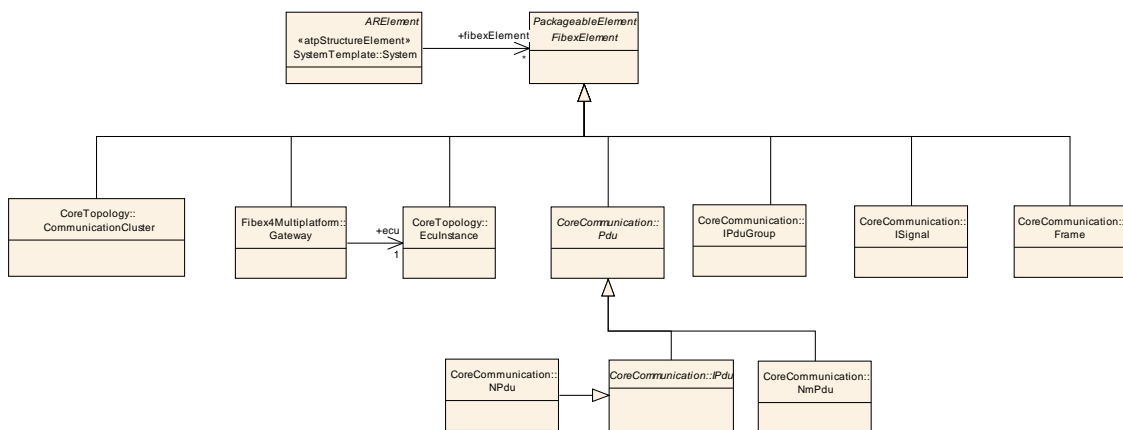 ARElement
«atpStructureElement»
SystemTemplate::System
+fibexElement
*
PackageableElement
FibexElement
CoreTopology::
CommunicationCluster
Fibex4Multiplatform::
Gateway
+ecu
1
CoreTopology::
EcuInstance
CoreCommunication::
Pdu
CoreCommunication::
IPduGroup
CoreCommunication::
ISignal
CoreCommunication::
Frame
CoreCommunication::
NPdu
CoreCommunication::IPdu
CoreCommunication::
NmPdu